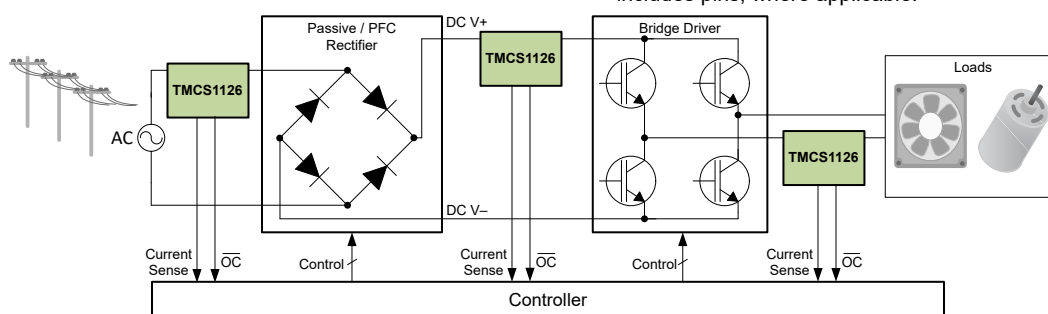 includes pins, where applicable.
Passive / PFC
Rectifier
DC V+
Bridge Driver
TMCS1126
TMCS1126
Loads
AC
TMCS1126
DC V–
Current
Sense
OC
Control
Current
Sense
OC
Control
Current
Sense
OC
Controller